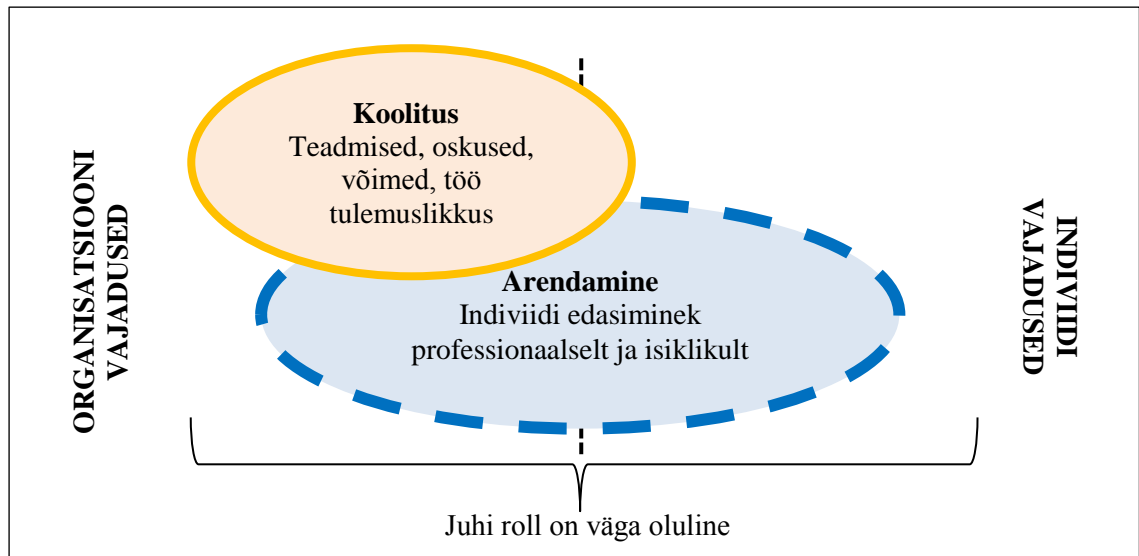 ORGANISATSIOONI
VAJADUSED
Koolitus
Teadmised, oskused,
võimed, töö
tulemuslikkus
Arendamine
Indiviidi edasiminek
professionaalselt ja isiklikult
INDIVIIDI
VAJADUSED
Juhi roll on väga oluline